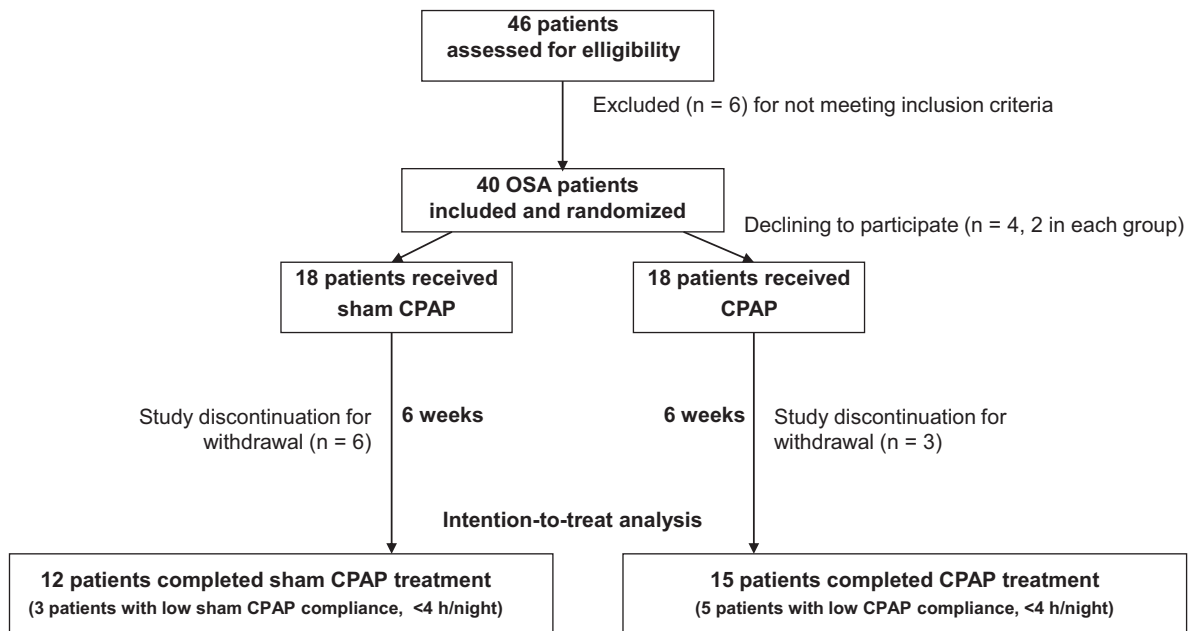 46 patients
assessed for elligibility
Excluded (n = 6) for not meeting inclusion criteria
40 OSA patients
included and randomized
Declining to participate (n = 4, 2 in each group)
18 patients received
sham CPAP
18 patients received
CPAP
Study discontinuation for
withdrawal (n = 6)
6 weeks
6 weeks
Study discontinuation for
withdrawal (n = 3)
Intention-to-treat analysis
12 patients completed sham CPAP treatment
(3 patients with low sham CPAP compliance, <4 h/night)
15 patients completed CPAP treatment
(5 patients with low CPAP compliance, <4 h/night)